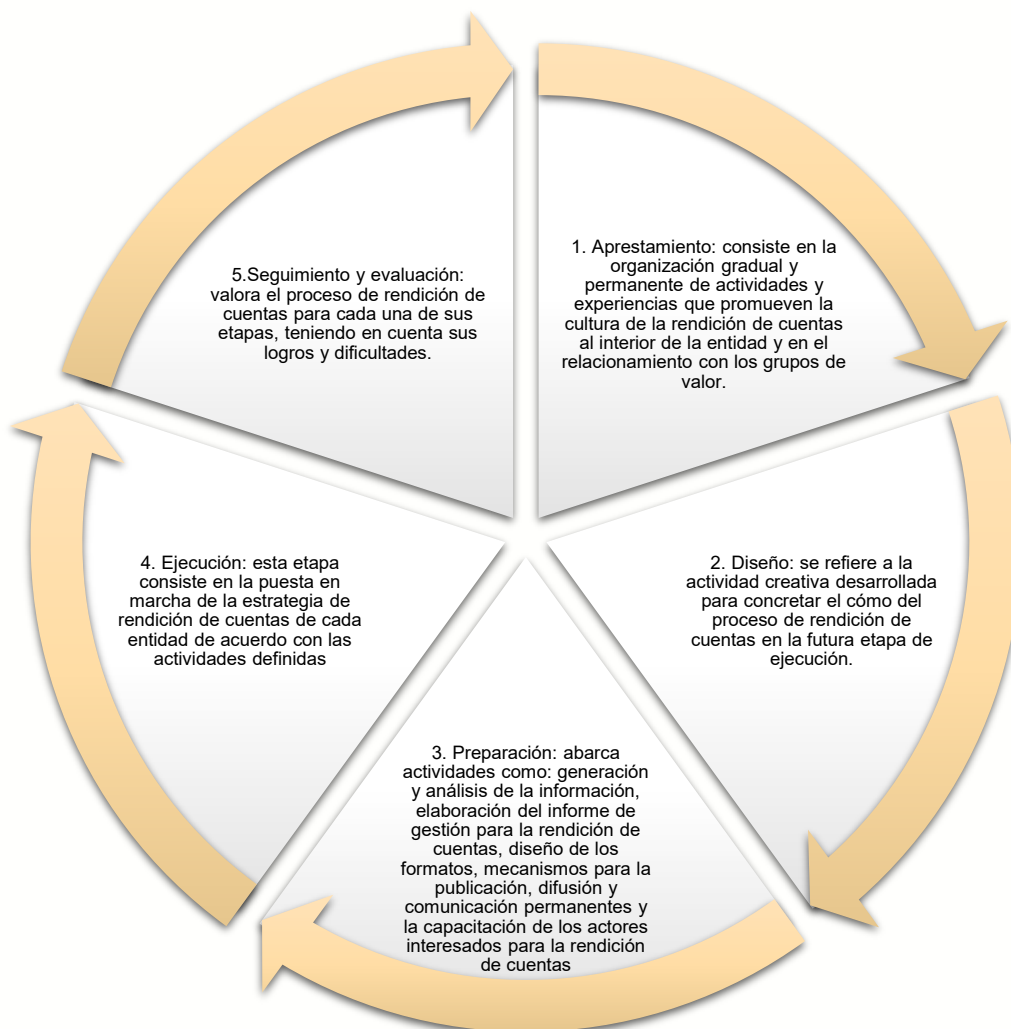 1. Aprestamiento: consiste en la
organización gradual y
permanente de actividades y
experiencias que promueven la
cultura de la rendición de cuentas
al interior de la entidad y en el
relacionamiento con los grupos de
valor.
2. Diseño: se refiere a la
actividad creativa desarrollada
para concretar el cómo del
proceso de rendición de
cuentas en la futura etapa de
ejecución.
3. Preparación: abarca
actividades como: generación
y análisis de la información,
elaboración del informe de
gestión para la rendición de
cuentas, diseño de los
formatos, mecanismos para la
publicación, difusión y
comunicación permanentes y
la capacitación de los actores
interesados para la rendición
de cuentas
4. Ejecución: esta etapa
consiste en la puesta en
marcha de la estrategia de
rendición de cuentas de cada
entidad de acuerdo con las
actividades definidas
5.Seguimiento y evaluación:
valora el proceso de rendición de
cuentas para cada una de sus
etapas, teniendo en cuenta sus
logros y dificultades.